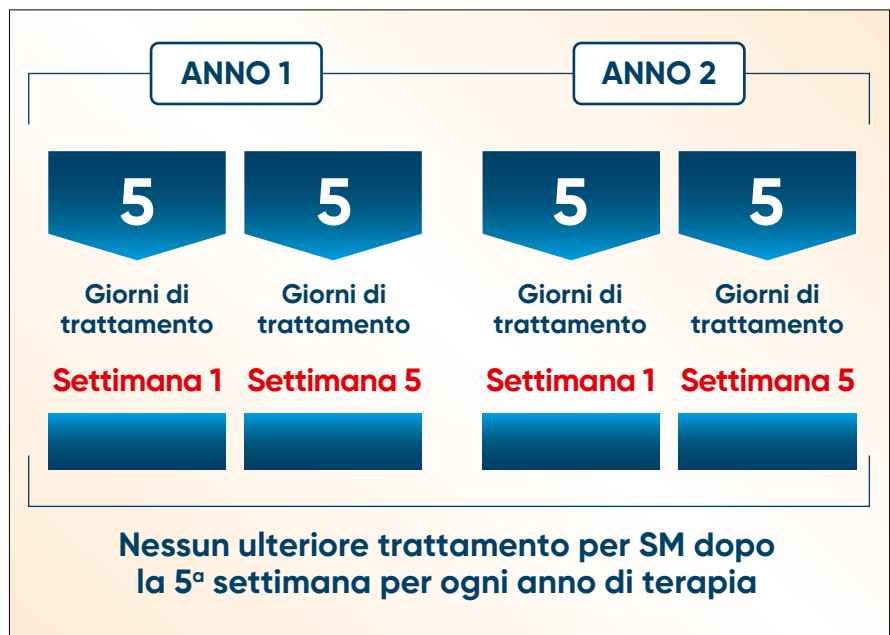 ANNO 1
ANNO 2
5
5
5
5
Giorni di
trattamento
Giorni di
trattamento
Giorni di
trattamento
Giorni di
trattamento
Settimana 1
Settimana 5
Settimana 1
Settimana 5
Nessun ulteriore trattamento per SM dopo
la 5ª settimana per ogni anno di terapia